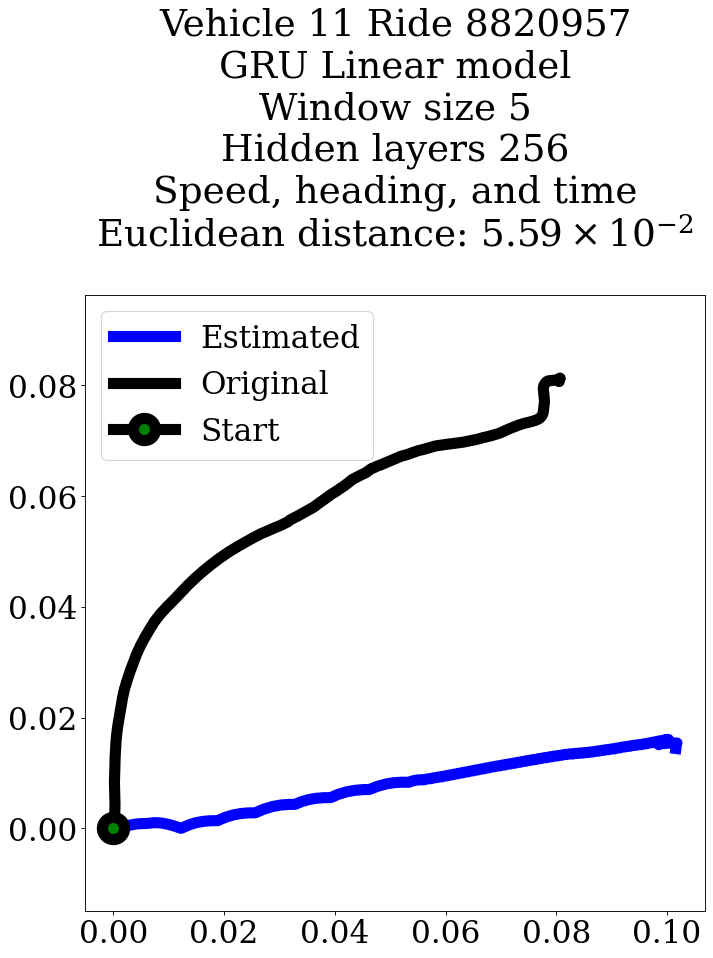 Vehicle 11 Ride 8820957
GRU Linear model
Window size 5
Hidden layers 256
Speed, heading, and time
Euclidean distance: 5.59 × 10⁻²
Estimated
Original
Start
0.08
0.06
0.04
0.02
0.00
0.00 0.02 0.04 0.06 0.08 0.10